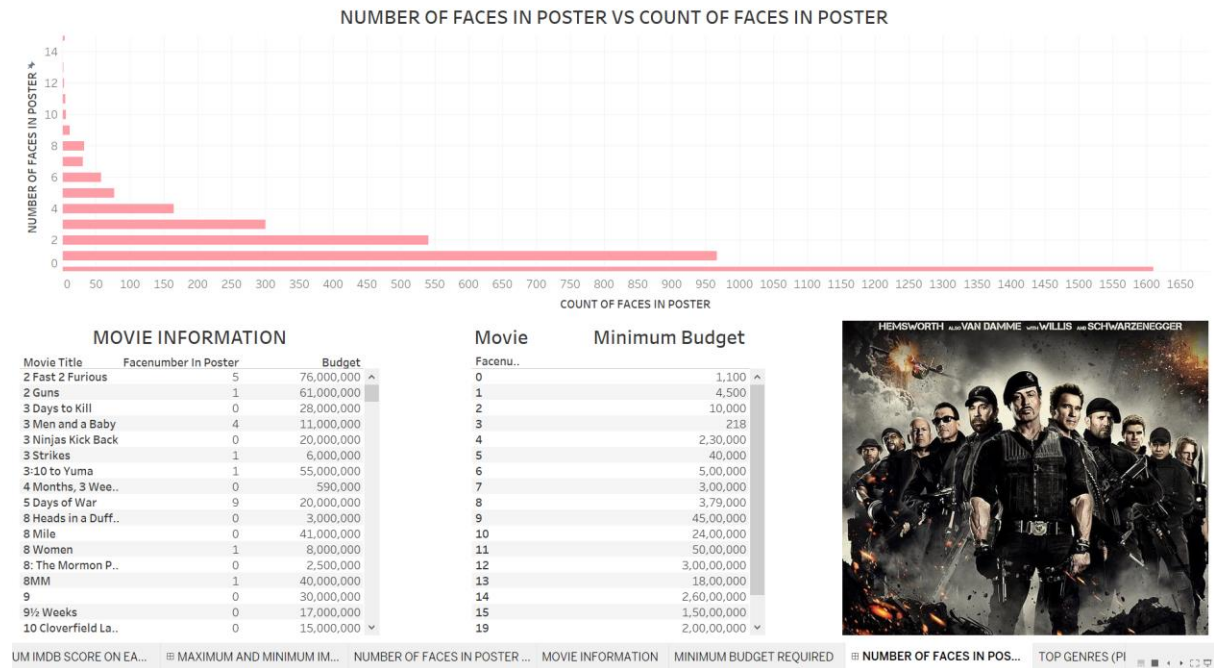 NUMBER OF FACES IN POSTER VS COUNT OF FACES IN POSTER
NUMBER OF FACES IN POSTER
14
12
10
8
6
4
2
0
0 50 100 150 200 250 300 350 400 450 500 550 600 650 700 750 800 850 900 950 1000 1050 1100 1150 1200 1250 1300 1350 1400 1450 1500 1550 1600 1650
COUNT OF FACES IN POSTER
MOVIE INFORMATION
Movie Title Facenumber In Poster Budget
2 Fast 2 Furious 5 76,000,000
2 Guns 1 61,000,000
3 Days to Kill 0 28,000,000
3 Men and a Baby 4 11,000,000
3 Ninjas Kick Back 0 20,000,000
3 Strikes 1 6,000,000
3:10 to Yuma 1 55,000,000
4 Months, 3 Wee.. 0 590,000
5 Days of War 9 20,000,000
8 Heads in a Duff.. 0 3,000,000
8 Mile 0 41,000,000
8 Women 1 8,000,000
8: The Mormon P.. 0 2,500,000
8MM 1 40,000,000
9 0 30,000,000
9½ Weeks 0 17,000,000
10 Cloverfield La.. 0 15,000,000
Movie Minimum Budget
Facenu..
0 1,100
1 4,500
2 10,000
3 218
4 2,30,000
5 40,000
6 5,00,000
7 3,00,000
8 3,79,000
9 45,00,000
10 24,00,000
11 50,00,000
12 3,00,00,000
13 18,00,000
14 2,60,00,000
15 1,50,00,000
19 2,00,00,000
HEMSWORTH ALSO VAN DAMME WITH WILLIS AND SCHWARZENEGGER
UM IMDB SCORE ON EA... MAXIMUM AND MINIMUM IM... NUMBER OF FACES IN POSTER ... MOVIE INFORMATION MINIMUM BUDGET REQUIRED NUMBER OF FACES IN POS... TOP GENRES (PI